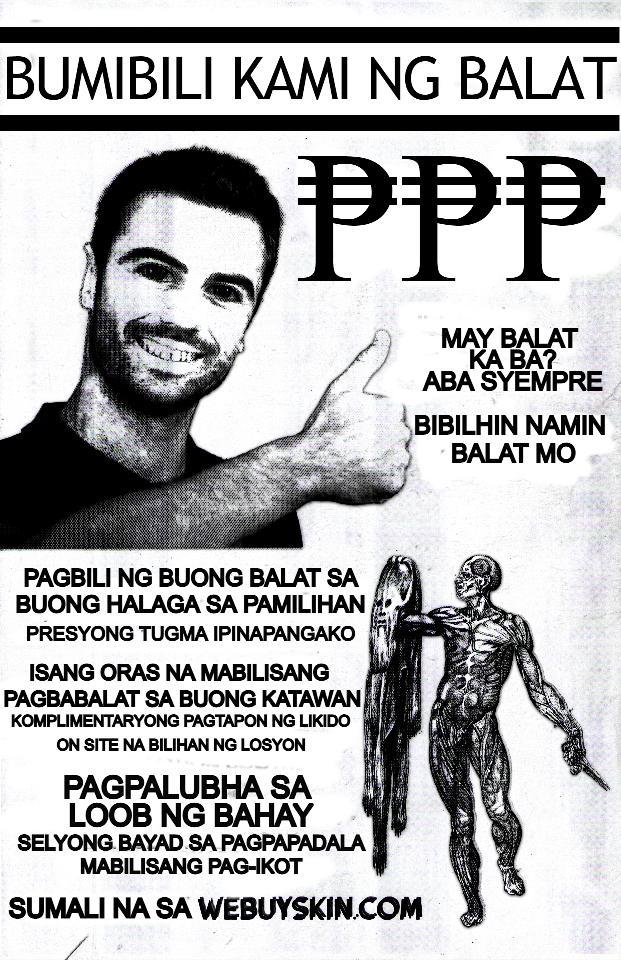 BUMIBILI KAMI NG BALAT
₱₱₱
MAY BALAT
KA BA?
ABA SYEMPRE
BIBILHIN NAMIN
BALAT MO
PAGBILI NG BUONG BALAT SA
BUONG HALAGA SA PAMILIHAN
PRESYONG TUGMA IPINAPANGAKO
ISANG ORAS NA MABILISANG
PAGBABALAT SA BUONG KATAWAN
KOMPLIMENTARYONG PAGTAPON NG LIKIDO
ON SITE NA BILIHAN NG LOSYON
PAGPALUBHA SA
LOOB NG BAHAY
SELYONG BAYAD SA PAGPAPADALA
MABILISANG PAG-IKOT
SUMALI NA SA WEBUYSKIN.COM